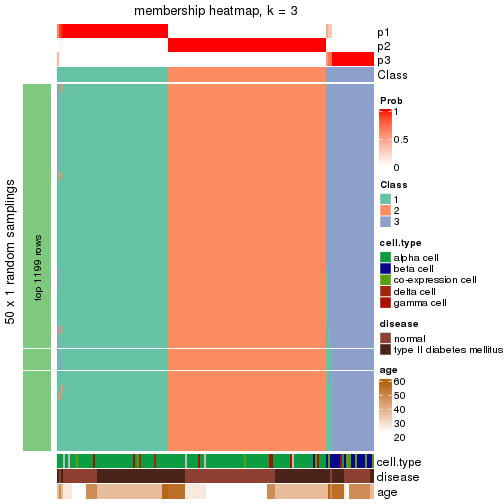 membership heatmap, k = 3
p1
p2
p3
Class
50 x 1 random samplings
top 1199 rows
Prob
1
0.5
0
Class
1
2
3
cell.type
alpha cell
beta cell
co-expression cell
delta cell
gamma cell
disease
normal
type II diabetes mellitus
age
60
50
40
30
20
cell.type
disease
age